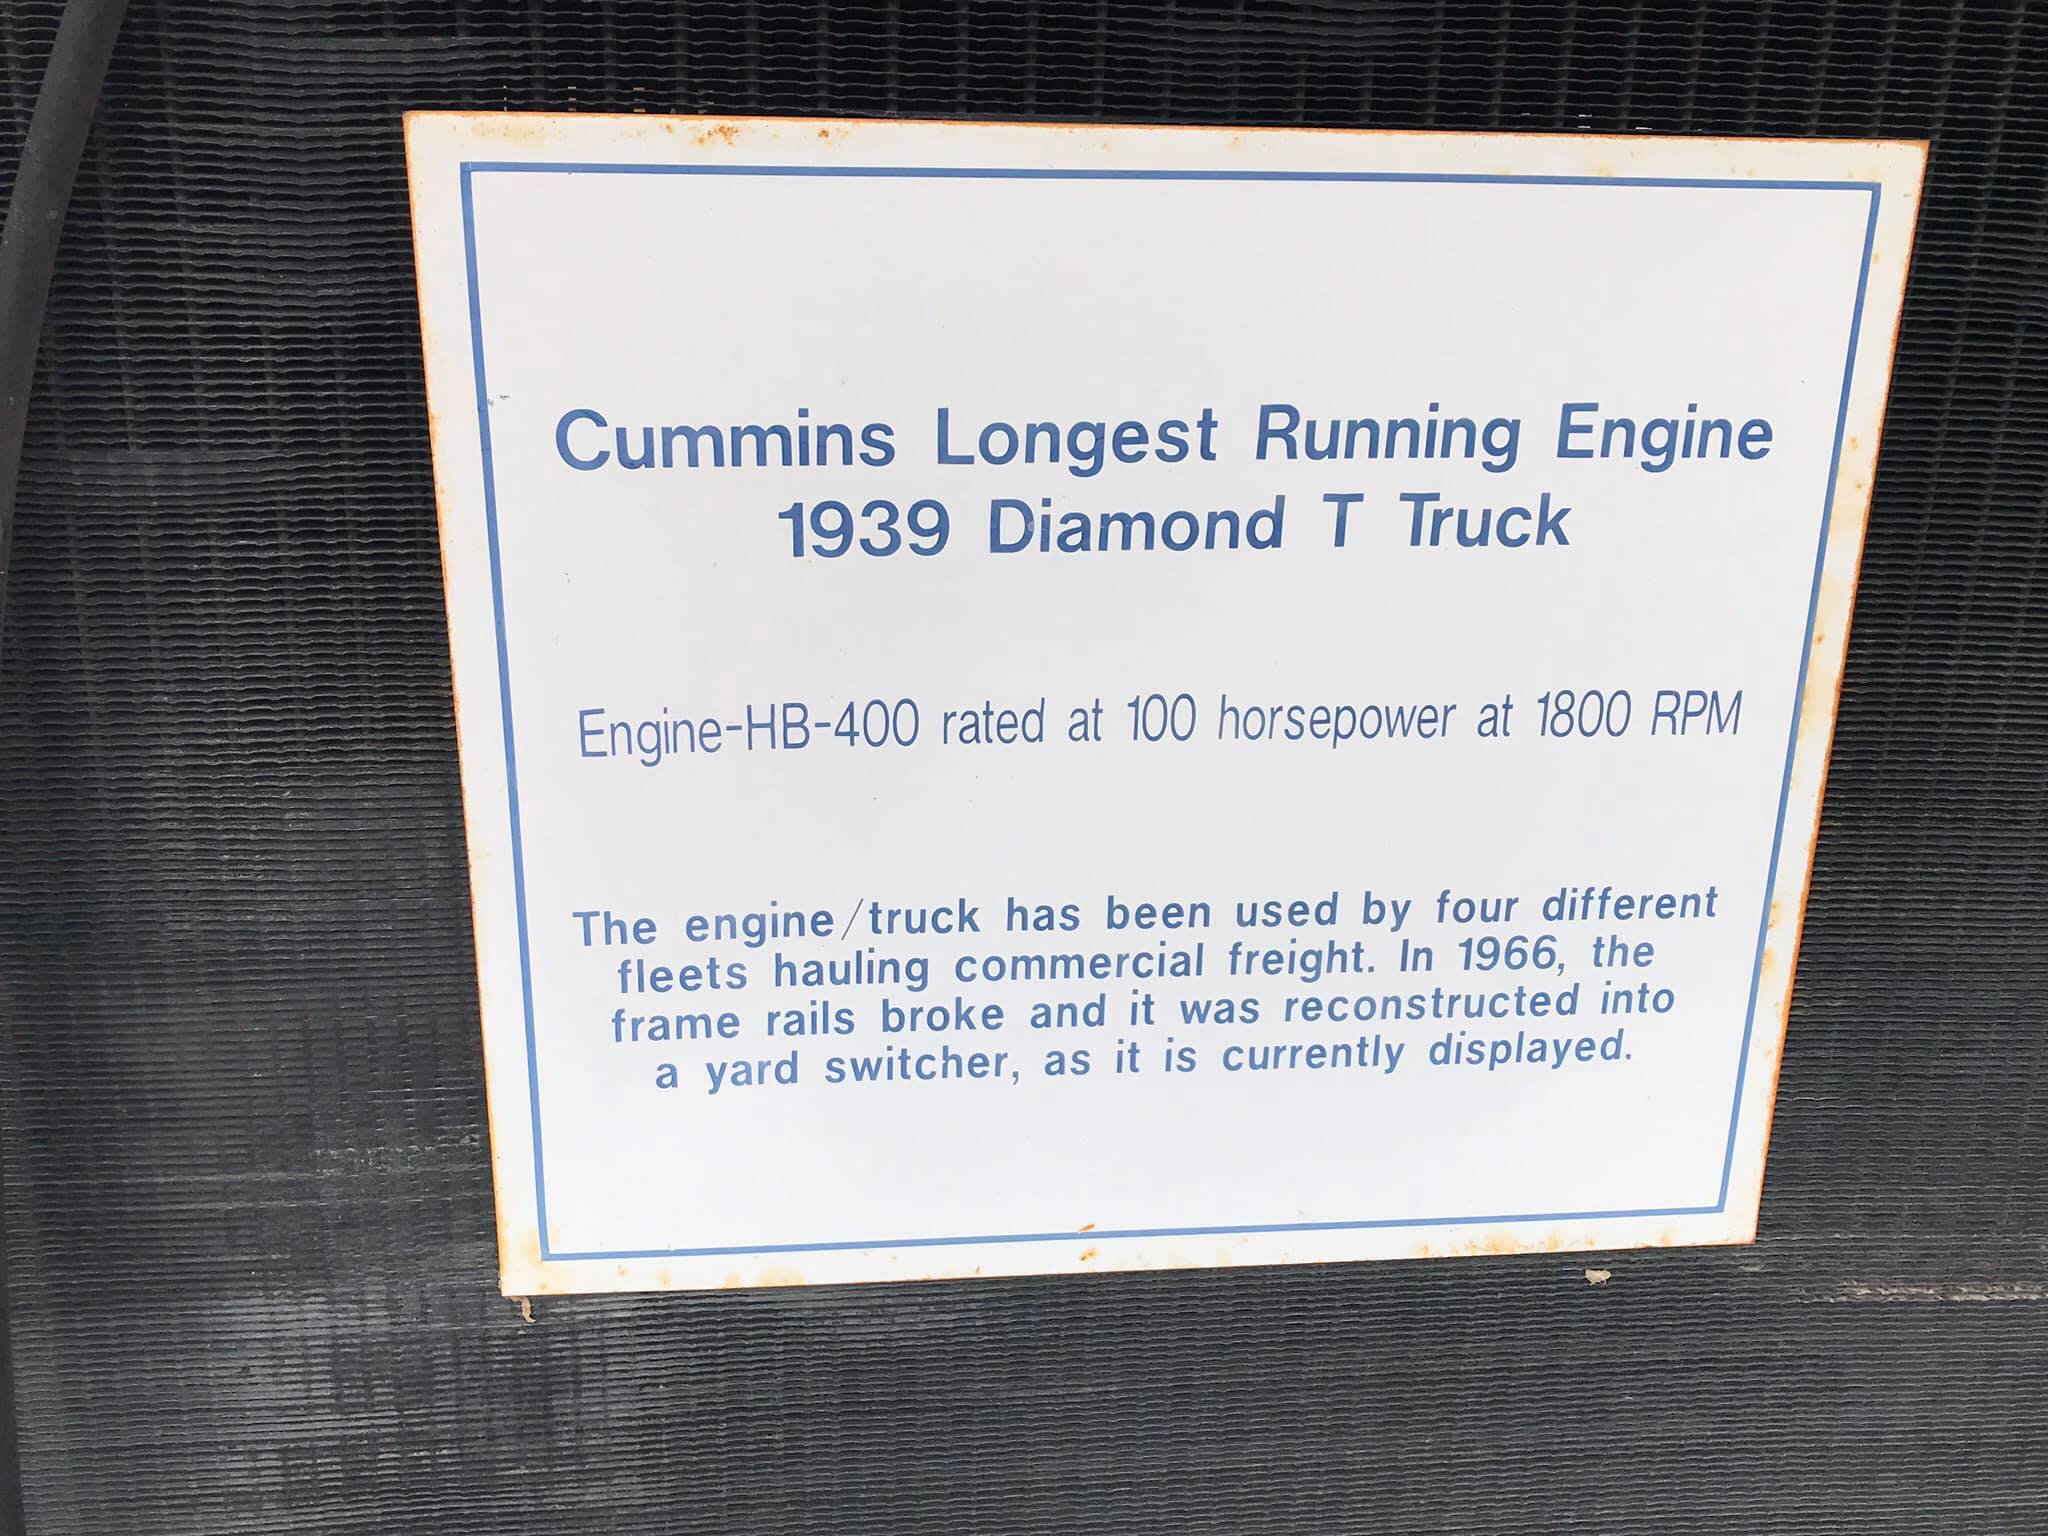 Cummins Longest Running Engine
1939 Diamond T Truck
Engine-HB-400 rated at 100 horsepower at 1800 RPM
The engine/truck has been used by four different
fleets hauling commercial freight. In 1966, the
frame rails broke and it was reconstructed into
a yard switcher, as it is currently displayed.